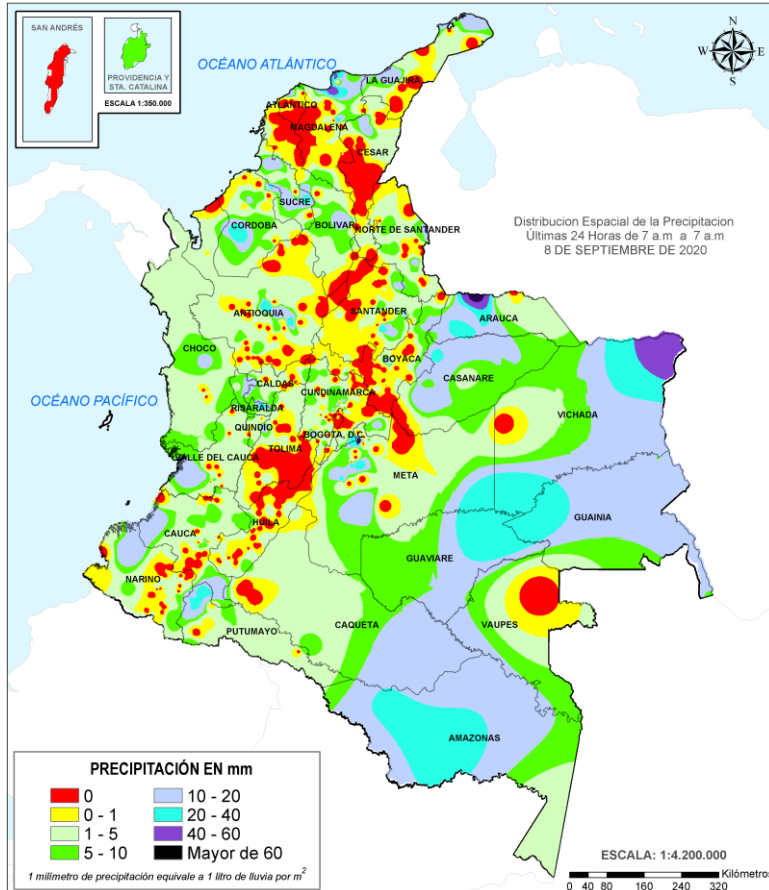 SAN ANDRÉS
PROVIDENCIA Y
STA. CATALINA
ESCALA 1:350.000
OCÉANO ATLÁNTICO
N
W
E
S
LA GUAJIRA
ATLANTICO
MAGDALENA
CESAR
SUCRE
CORDOBA
BOLIVAR
NORTE DE SANTANDER
Distribucion Espacial de la Precipitacion
Últimas 24 Horas de 7 a.m a 7 a.m
8 DE SEPTIEMBRE DE 2020
ANTIOQUIA
SANTANDER
ARAUCA
CHOCO
BOYACA
CASANARE
OCÉANO PACÍFICO
CALDAS
CUNDINAMARCA
RISARALDA
VICHADA
QUINDIO
BOGOTA, D.C.
TOLIMA
VALLE DEL CAUCA
META
GUAINIA
CAUCA
HUILA
GUAVIARE
NARINO
CAQUETA
VAUPES
PUTUMAYO
AMAZONAS
PRECIPITACIÓN EN mm
0
10 - 20
0 - 1
20 - 40
1 - 5
40 - 60
5 - 10
Mayor de 60
1 milímetro de precipitación equivale a 1 litro de lluvia por m²
ESCALA: 1:4.200.000
Kilómetros
0 40 80 160 240 320